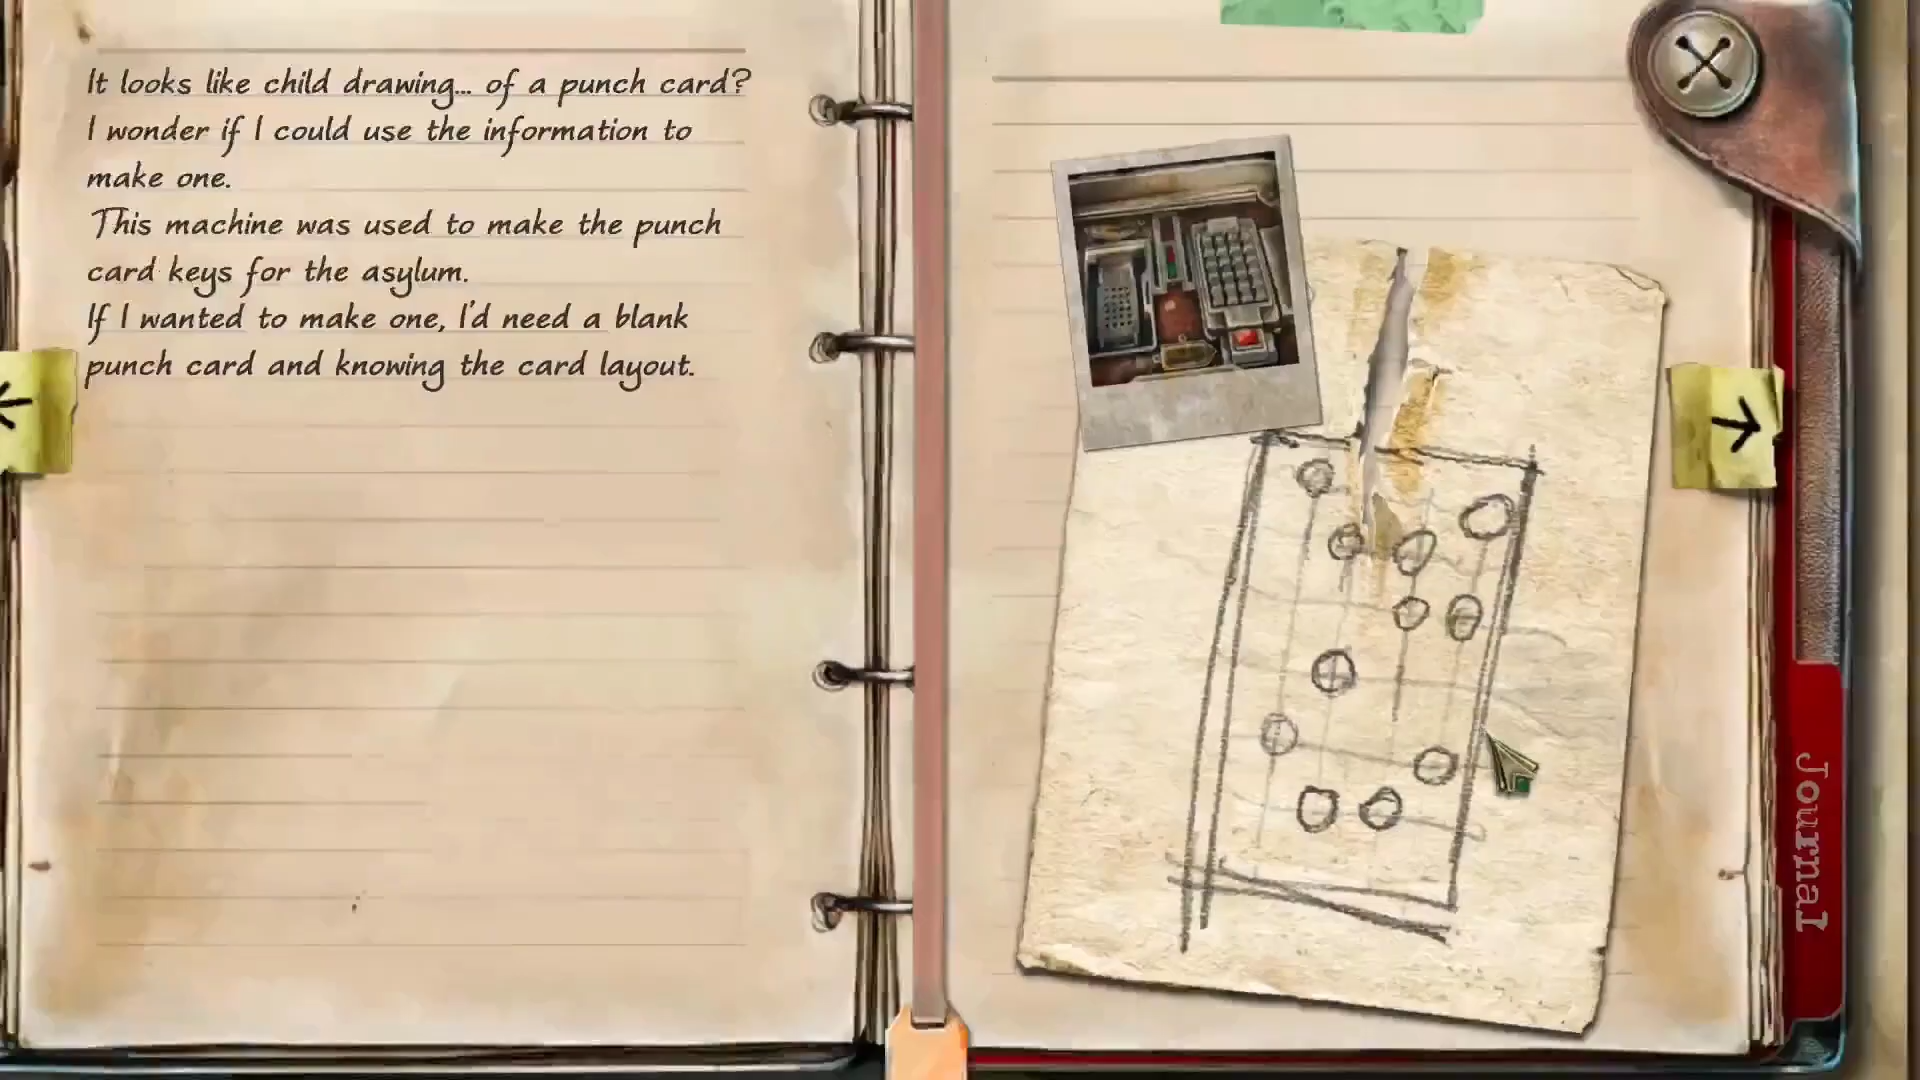 It looks like child drawing... of a punch card?
I wonder if I could use the information to
make one.
This machine was used to make the punch
card keys for the asylum.
If I wanted to make one, I'd need a blank
punch card and knowing the card layout.
Journal